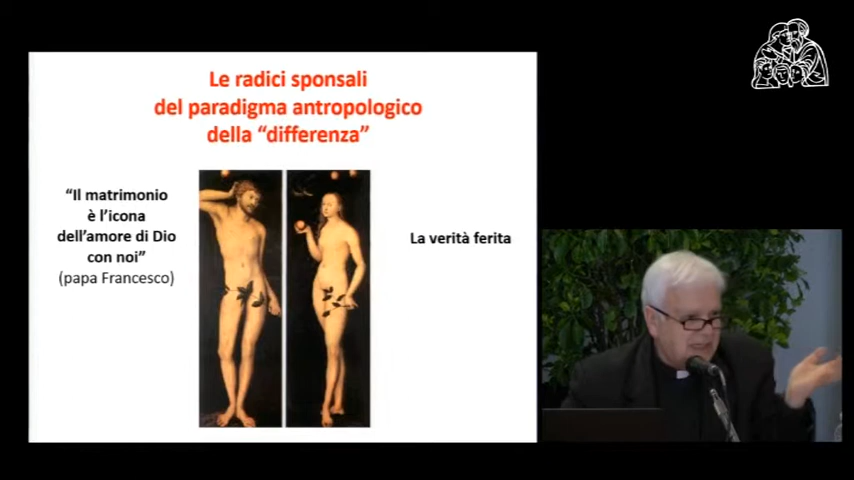 Le radici sponsali
del paradigma antropologico
della “differenza”
“Il matrimonio
è l’icona
dell’amore di Dio
con noi”
(papa Francesco)
La verità ferita